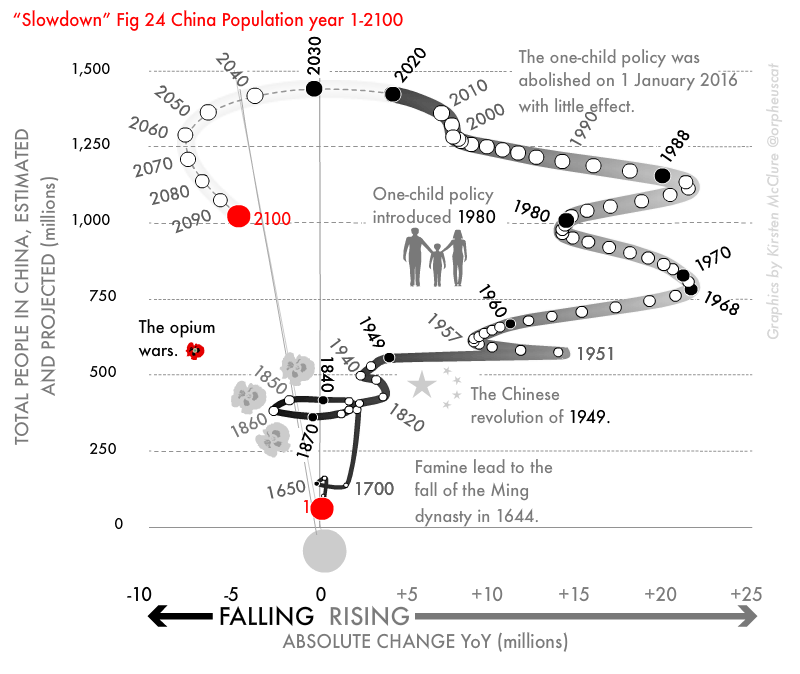 “Slowdown” Fig 24 China Population year 1-2100
TOTAL PEOPLE IN CHINA, ESTIMATED
AND PROJECTED (millions)
1,500
1,250
1,000
750
500
250
0
2030
2020
2040
2050
2060
2070
2080
2090
2100
2010
2000
1990
1988
The one-child policy was
abolished on 1 January 2016
with little effect.
One-child policy
introduced 1980
1980
1970
1968
1960
1957
1951
1949
1940
The opium
wars.
1850
1840
1860
1870
1820
The Chinese
revolution of 1949.
1650
1700
1
Famine lead to the
fall of the Ming
dynasty in 1644.
-10
-5
0
+5
+10
+15
+20
+25
FALLING RISING
ABSOLUTE CHANGE YoY (millions)
Graphics by Kirsten McClure @orpheuscat